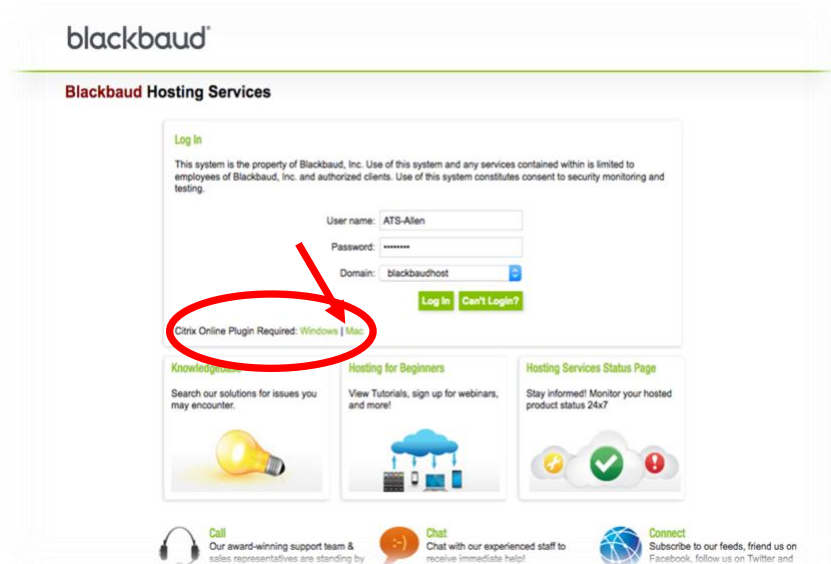 blackbaud
Blackbaud Hosting Services
Log In
This system is the property of Blackbaud, Inc. Use of this system and any services contained within is limited to
employees of Blackbaud, Inc. and authorized clients. Use of this system constitutes consent to security monitoring and
testing.
User name: ATS-Allen
Password: ••••••••
Domain: blackbaudhost
Log In Can't Login?
Citrix Online Plugin Required: Windows | Mac
Knowledgebase
Search our solutions for issues you
may encounter.
Hosting for Beginners
View Tutorials, sign up for webinars,
and more!
Hosting Services Status Page
Stay informed! Monitor your hosted
product status 24x7
Call
Our award-winning support team &
sales representatives are standing by
:-)
Chat
Chat with our experienced staff to
receive immediate help!
Connect
Subscribe to our feeds, friend us on
Facebook, follow us on Twitter and